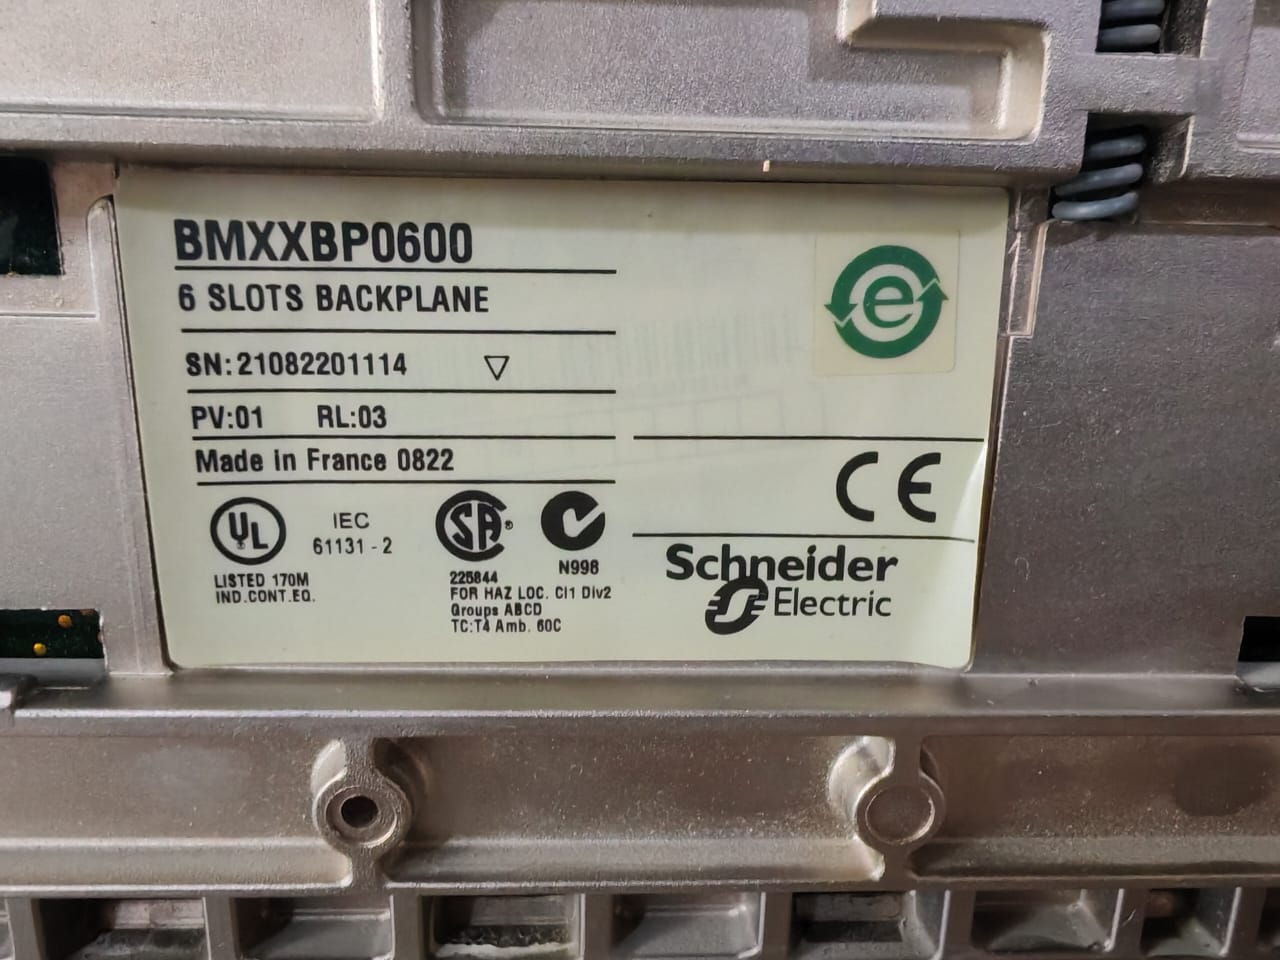 BMXXBP0600
6 SLOTS BACKPLANE
SN:21082201114
PV:01 RL:03
Made in France 0822
UL
LISTED 170M
IND.CONT.EQ.
IEC
61131 - 2
SA®
225844
FOR HAZ LOC. Cl1 Div2
Groups ABCD
TC:T4 Amb. 60C
N998
e
CE
Schneider
Electric